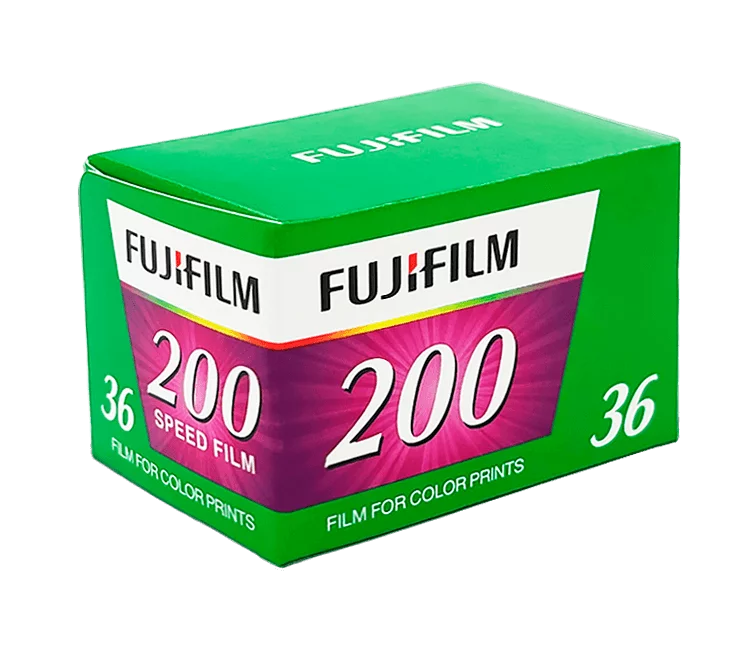 FUJIFILM
FUJIFILM
200
SPEED FILM
36
FILM FOR COLOR PRINTS
FUJIFILM
200
36
FILM FOR COLOR PRINTS